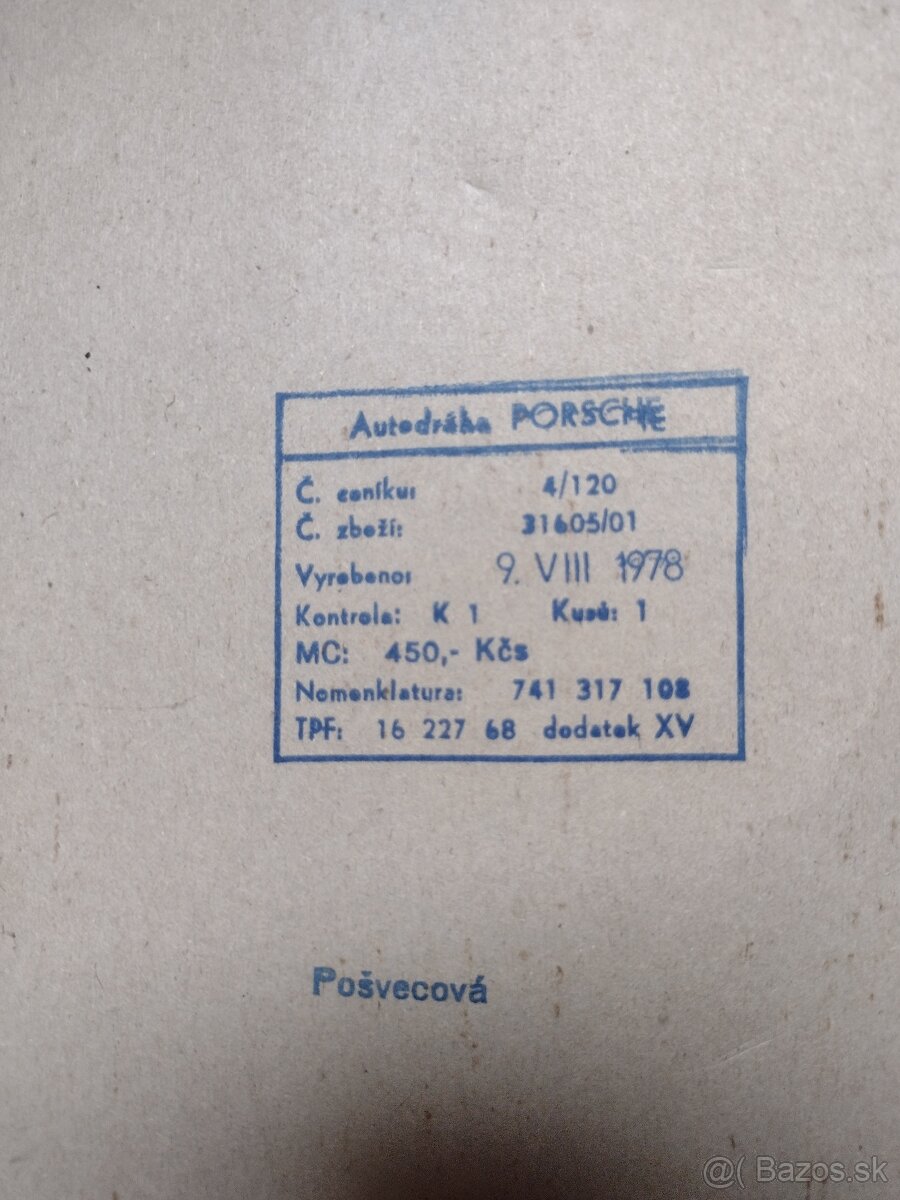 Autodráha PORSCHE
Č. ceníku: 4/120
Č. zboží: 31605/01
Vyrobeno: 9. VIII 1978
Kontrola: K 1 Kusů: 1
MC: 450,- Kčs
Nomenklatura: 741 317 108
TPF: 16 227 68 dodatek XV
Pošvecová
@( Bazos.sk